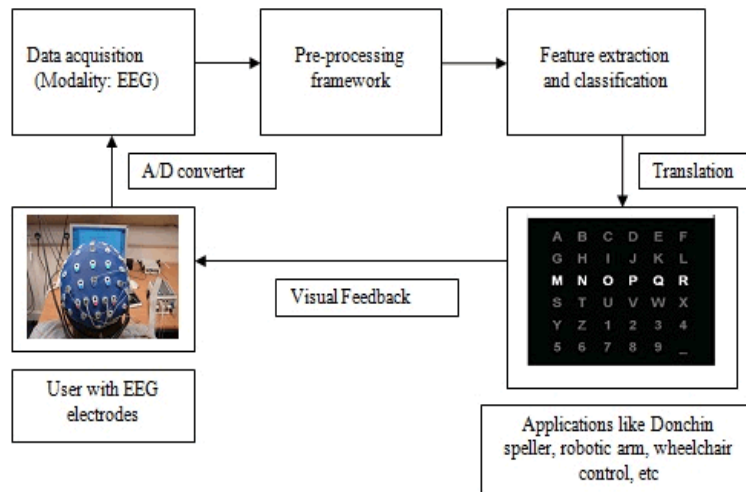 Data acquisition
(Modality: EEG)
Pre-processing
framework
Feature extraction
and classification
A/D converter
Translation
A B C D E F
G H I J K L
M N O P Q R
S T U V W X
Y Z 1 2 3 4
5 6 7 8 9 _
Visual Feedback
User with EEG
electrodes
Applications like Donchin
speller, robotic arm, wheelchair
control, etc